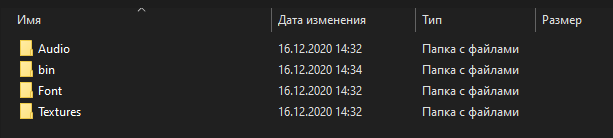 Имя Дата изменения Тип Размер
Audio 16.12.2020 14:32 Папка с файлами
bin 16.12.2020 14:34 Папка с файлами
Font 16.12.2020 14:32 Папка с файлами
Textures 16.12.2020 14:32 Папка с файлами